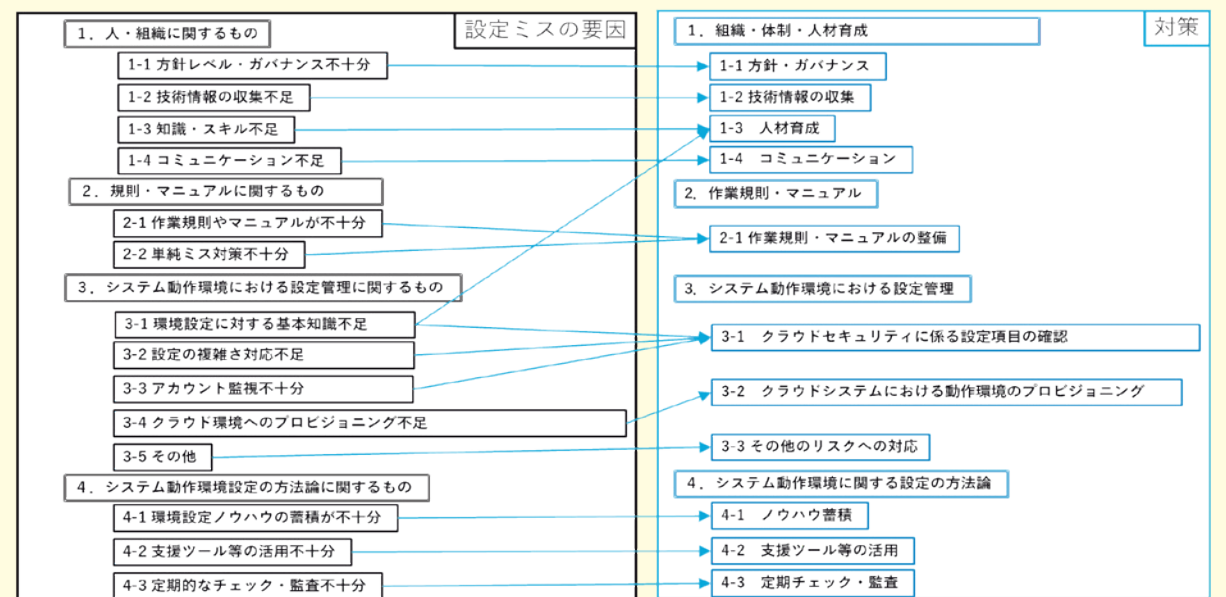 設定ミスの要因
1．人・組織に関するもの
1-1 方針レベル・ガバナンス不十分
1-2 技術情報の収集不足
1-3 知識・スキル不足
1-4 コミュニケーション不足
2．規則・マニュアルに関するもの
2-1 作業規則やマニュアルが不十分
2-2 単純ミス対策不十分
3．システム動作環境における設定管理に関するもの
3-1 環境設定に対する基本知識不足
3-2 設定の複雑さ対応不足
3-3 アカウント監視不十分
3-4 クラウド環境へのプロビジョニング不足
3-5 その他
4．システム動作環境設定の方法論に関するもの
4-1 環境設定ノウハウの蓄積が不十分
4-2 支援ツール等の活用不十分
4-3 定期的なチェック・監査不十分
対策
1．組織・体制・人材育成
1-1 方針・ガバナンス
1-2 技術情報の収集
1-3　人材育成
1-4　コミュニケーション
2．作業規則・マニュアル
2-1 作業規則・マニュアルの整備
3．システム動作環境における設定管理
3-1　クラウドセキュリティに係る設定項目の確認
3-2　クラウドシステムにおける動作環境のプロビジョニング
3-3 その他のリスクへの対応
4．システム動作環境に関する設定の方法論
4-1　ノウハウ蓄積
4-2　支援ツール等の活用
4-3　定期チェック・監査